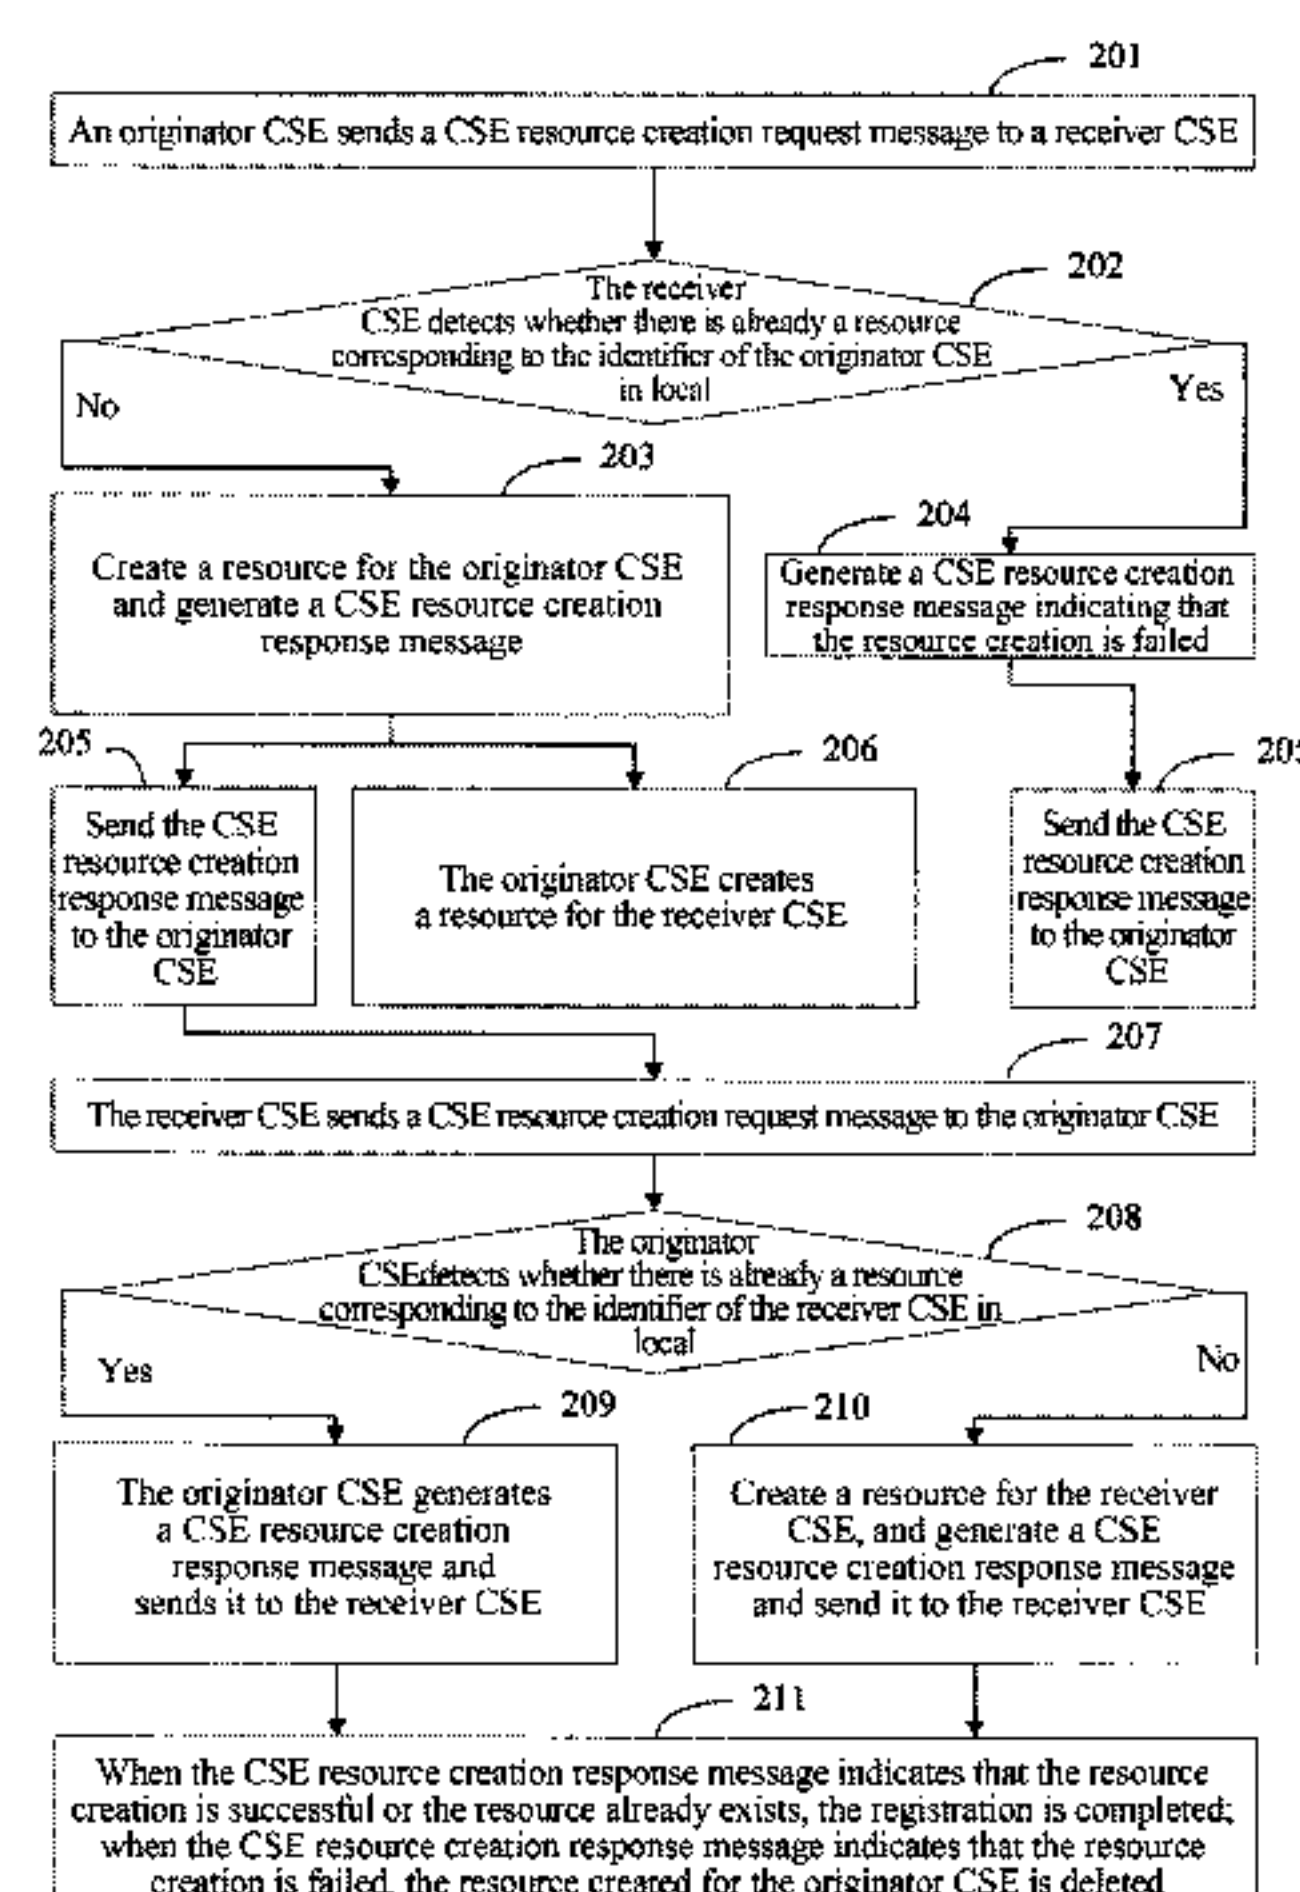 201
An originator CSE sends a CSE resource creation request message to a receiver CSE
202
The receiver
CSE detects whether there is already a resource
corresponding to the identifier of the originator CSE
in local
No
Yes
203
Create a resource for the originator CSE
and generate a CSE resource creation
response message
204
Generate a CSE resource creation
response message indicating that
the resource creation is failed
205
Send the CSE
resource creation
response message
to the originator
CSE
206
The originator CSE creates
a resource for the receiver CSE
205
Send the CSE
resource creation
response message
to the originator
CSE
207
The receiver CSE sends a CSE resource creation request message to the originator CSE
208
The originator
CSEdetects whether there is already a resource
corresponding to the identifier of the receiver CSE in
local
Yes
No
209
The originator CSE generates
a CSE resource creation
response message and
sends it to the receiver CSE
210
Create a resource for the receiver
CSE, and generate a CSE
resource creation response message
and send it to the receiver CSE
211
When the CSE resource creation response message indicates that the resource
creation is successful or the resource already exists, the registration is completed;
when the CSE resource creation response message indicates that the resource
creation is failed, the resource created for the originator CSE is deleted